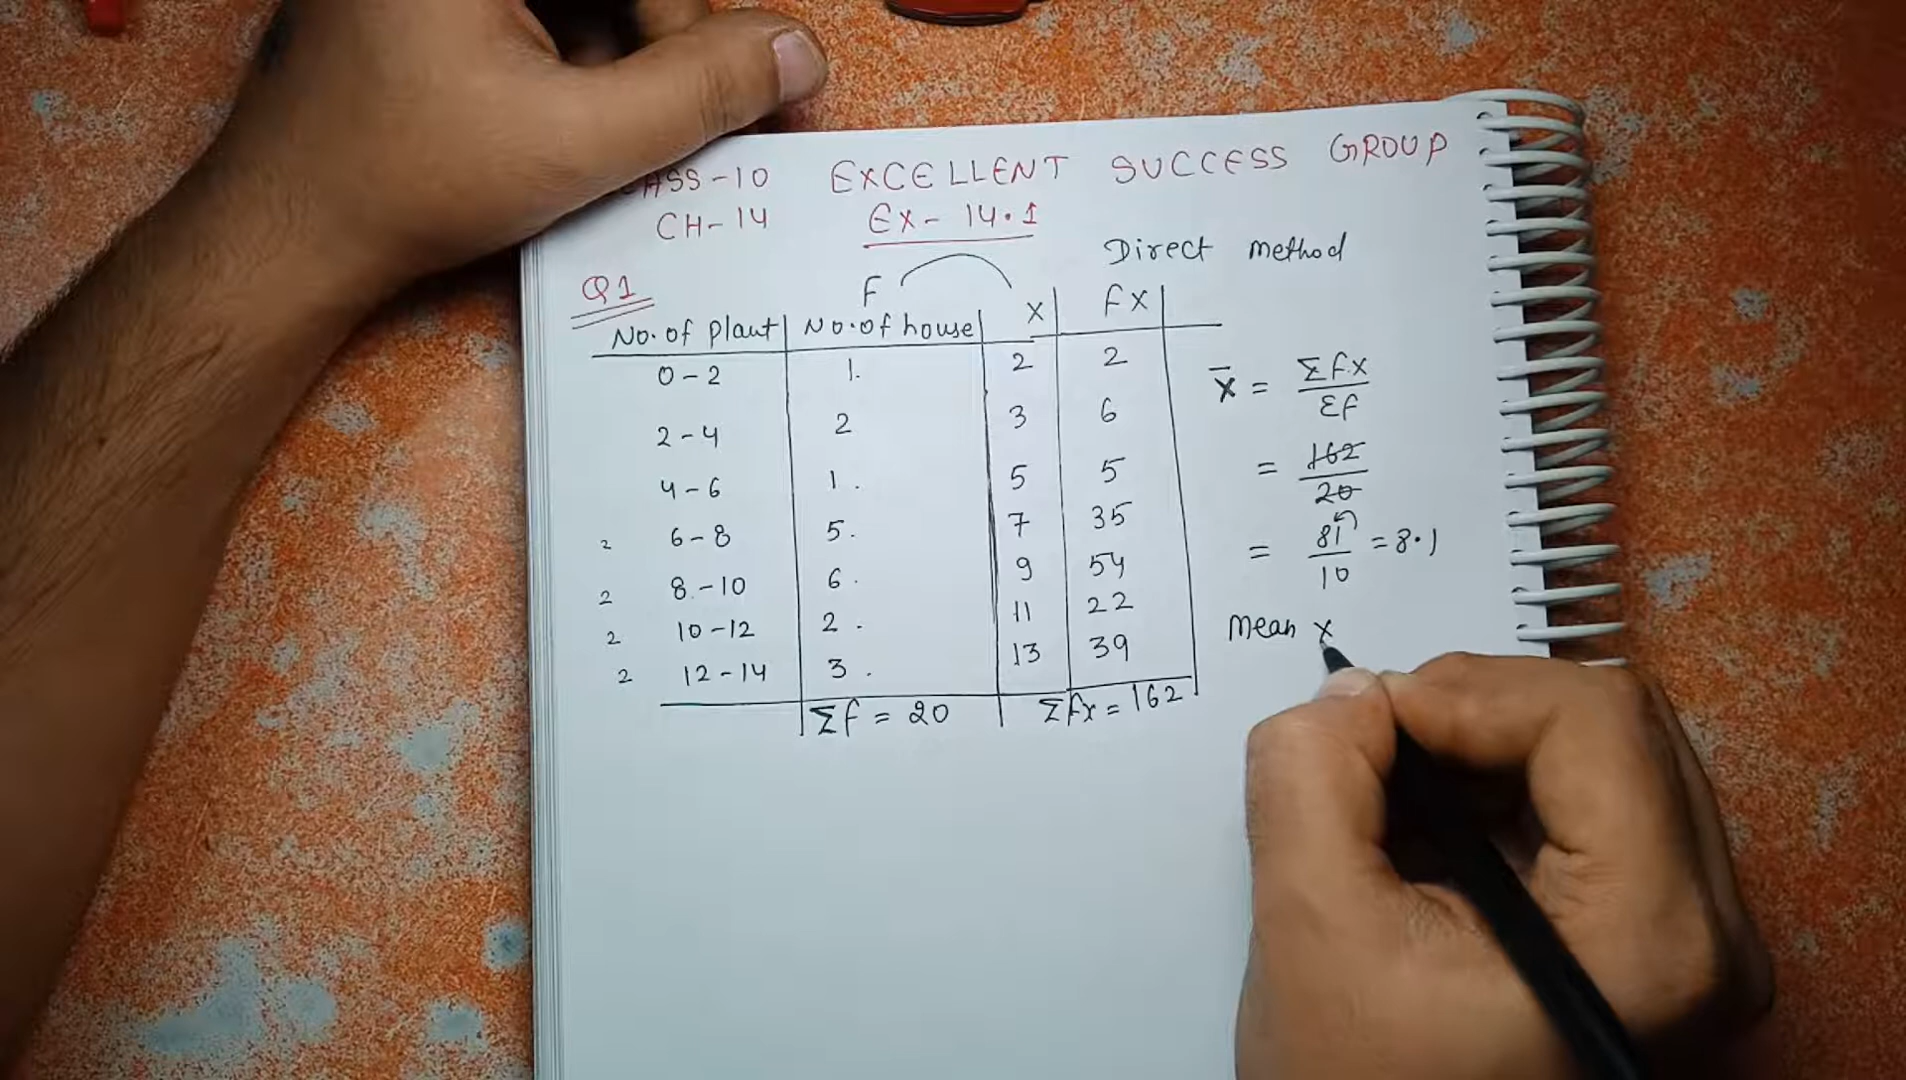 ASS-10 EXCELLENT SUCCESS GROUP
CH-14 EX-14.1
Direct method
Q1 F
No. of plant No. of house X FX
0-2 1. 2 2
2-4 2 3 6
4-6 1. 5 5
2 6-8 5. 7 35
2 8.-10 6. 9 54
2 10-12 2. 11 22
2 12-14 3. 13 39
Σf = 20 Σfx = 162
x̄ = Σf.x / Σf
= 162 / 20
= 81 / 10 = 8.1
Mean x